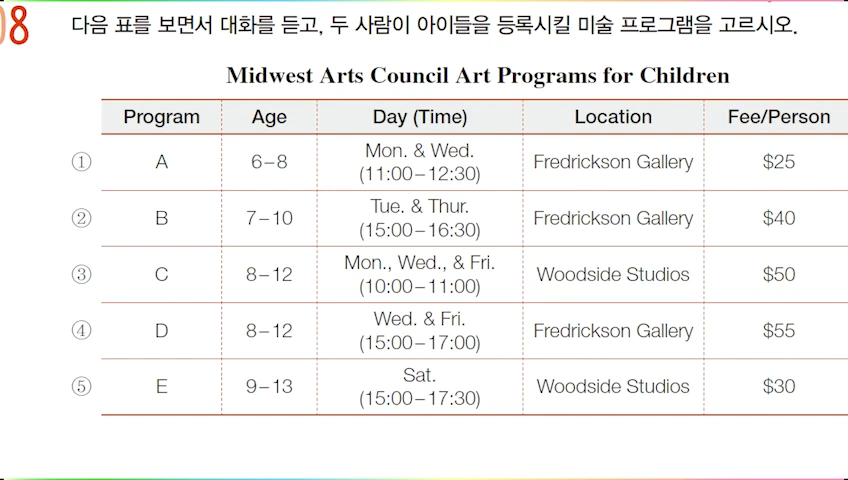 08 다음 표를 보면서 대화를 듣고, 두 사람이 아이들을 등록시킬 미술 프로그램을 고르시오.
Midwest Arts Council Art Programs for Children
Program Age Day (Time) Location Fee/Person
① A 6–8 Mon. & Wed. (11:00–12:30) Fredrickson Gallery $25
② B 7–10 Tue. & Thur. (15:00–16:30) Fredrickson Gallery $40
③ C 8–12 Mon., Wed., & Fri. (10:00–11:00) Woodside Studios $50
④ D 8–12 Wed. & Fri. (15:00–17:00) Fredrickson Gallery $55
⑤ E 9–13 Sat. (15:00–17:30) Woodside Studios $30